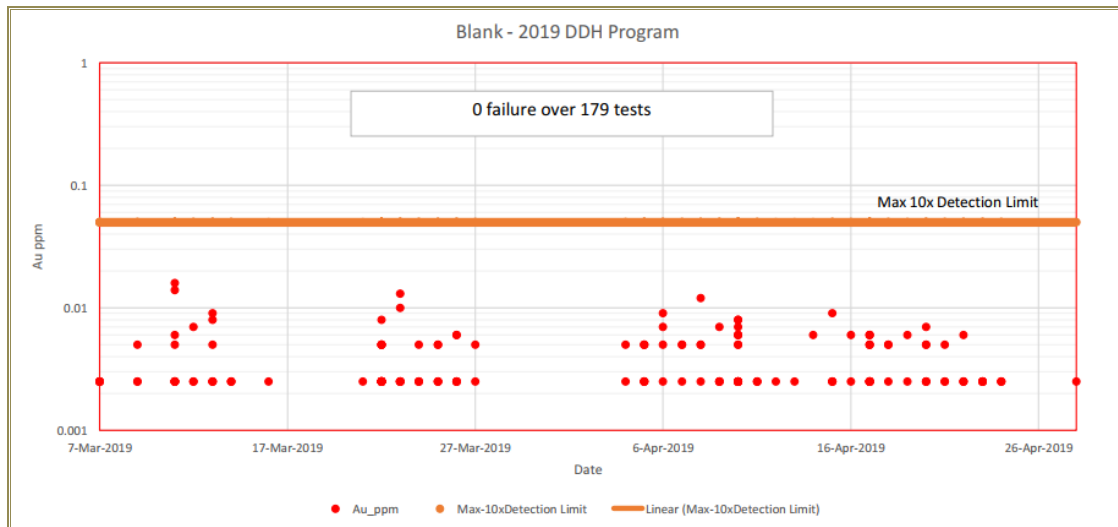 Blank - 2019 DDH Program
1
0 failure over 179 tests
0.1
Max 10x Detection Limit
Au ppm
0.01
0.001
7-Mar-2019 17-Mar-2019 27-Mar-2019 6-Apr-2019 16-Apr-2019 26-Apr-2019
Date
Au_ppm Max-10xDetection Limit Linear (Max-10xDetection Limit)